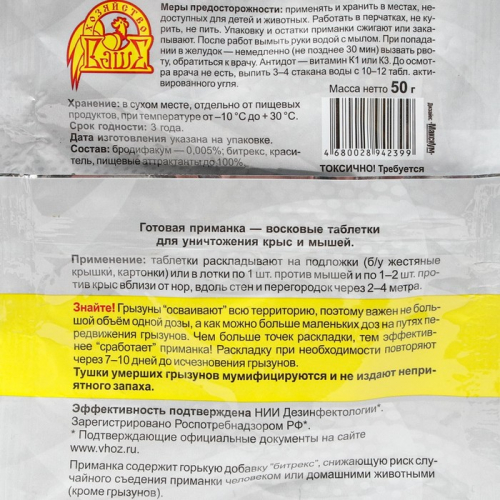 ХОЗЯЙСТВО
ВАШЕ
Меры предосторожности: применять и хранить в местах, не-
доступных для детей и животных. Работать в перчатках, не ку-
рить, не пить. Упаковку и остатки приманки сжигают или зака-
пывают. После работ вымыть руки водой с мылом. При попада-
нии в желудок – немедленно (не позднее 30 мин) вызвать рво-
ту, обратиться к врачу. Антидот – витамин К1 или К3. До осмот-
ра врача не есть, выпить 3–4 стакана воды с 10–12 табл. акти-
вированного угля.
Масса нетто 50 г
Хранение: в сухом месте, отдельно от пищевых
продуктов, при температуре от –10°С до + 30°С.
Срок годности: 3 года.
Дата изготовления указана на упаковке.
Состав: бродифакум — 0,005%; битрекс, краси-
тель, пищевые аттрактанты до 100%.
4 680028 942399
ТОКСИЧНО! Требуется
Готовая приманка — восковые таблетки
для уничтожения крыс и мышей.
Применение: таблетки раскладывают на подложки (б/у жестяные
крышки, картонки) или в лотки по 1 шт. против мышей и по 1–2 шт. про-
тив крыс вблизи от нор, вдоль стен и перегородок через 2–4 метра.
Знайте! Грызуны "осваивают" всю территорию, поэтому важен не боль-
шой объём одной дозы, а как можно больше маленьких доз на путях пе-
редвижения грызунов. Чем больше точек раскладки, тем эффектив-
нее "сработает" приманка! Раскладку при необходимости повторяют
через 7–10 дней до исчезновения грызунов.
Тушки умерших грызунов мумифицируются и не издают непри-
ятного запаха.
Эффективность подтверждена НИИ Дезинфектологии*.
Зарегистрировано Роспотребнадзором РФ*.
* Подтверждающие официальные документы на сайте
www.vhoz.ru.
Приманка содержит горькую добавку "битрекс", снижающую риск слу-
чайного съедения приманки человеком или домашними животными
(кроме грызунов).